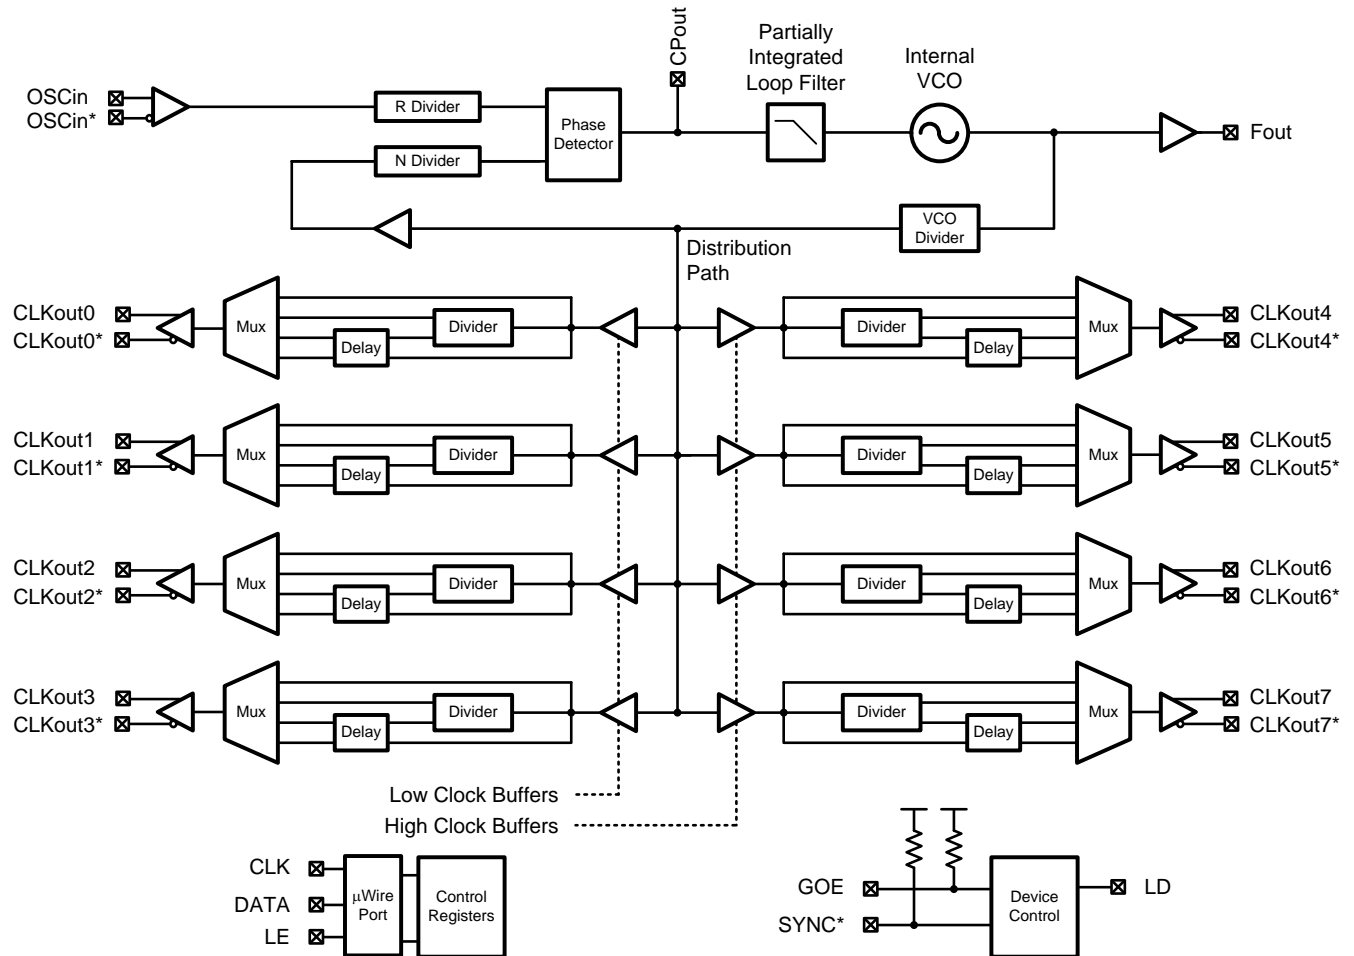 CPout
Partially
Integrated
Loop Filter
Internal
VCO
OSCin
OSCin*
R Divider
N Divider
Phase
Detector
Fout
VCO
Divider
Distribution
Path
CLKout0
CLKout0*
Mux
Delay
Divider
Divider
Delay
Mux
CLKout4
CLKout4*
CLKout1
CLKout1*
Mux
Delay
Divider
Divider
Delay
Mux
CLKout5
CLKout5*
CLKout2
CLKout2*
Mux
Delay
Divider
Divider
Delay
Mux
CLKout6
CLKout6*
CLKout3
CLKout3*
Mux
Delay
Divider
Divider
Delay
Mux
CLKout7
CLKout7*
Low Clock Buffers
High Clock Buffers
CLK
DATA
LE
μWire
Port
Control
Registers
GOE
SYNC*
Device
Control
LD